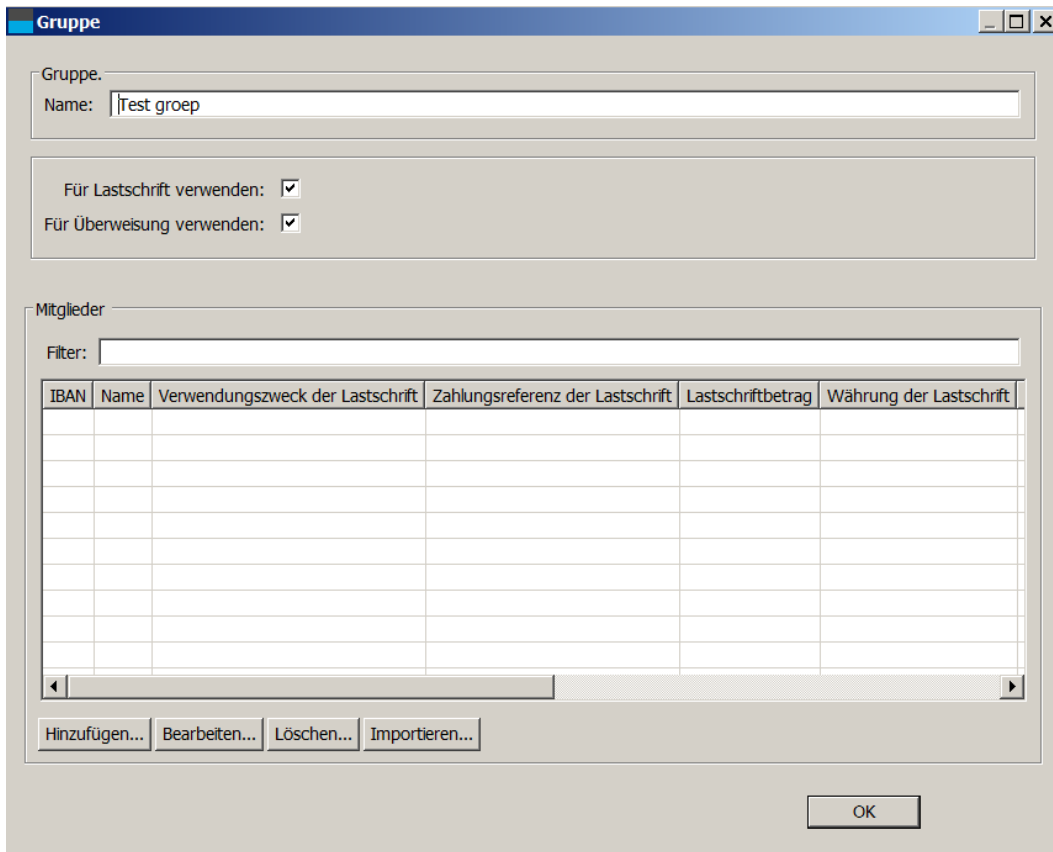 Gruppe
Gruppe.
Name: Test groep
Für Lastschrift verwenden:
Für Überweisung verwenden:
Mitglieder
Filter:
IBAN Name Verwendungszweck der Lastschrift Zahlungsreferenz der Lastschrift Lastschriftbetrag Währung der Lastschrift
Hinzufügen... Bearbeiten... Löschen... Importieren...
OK